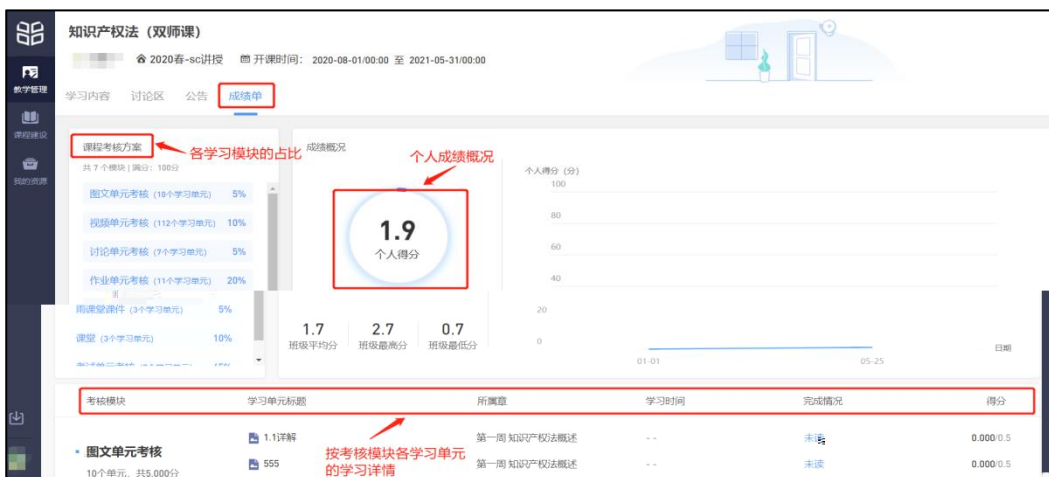 知识产权法（双师课）
2020春-sc讲授 开课时间： 2020-08-01/00:00 至 2021-05-31/00:00
教学管理
课程建设
我的资源
学习内容 讨论区 公告 成绩单
课程考核方案
各学习模块的占比
共 7 个模块 | 满分：100分
图文单元考核（10个学习单元） 5%
视频单元考核（112个学习单元） 10%
讨论单元考核（7个学习单元） 5%
作业单元考核（11个学习单元） 20%
雨课堂课件（3个学习单元） 5%
课堂（3个学习单元） 10%
成绩概况
个人成绩概况
1.9
个人得分
1.7 2.7 0.7
班级平均分 班级最高分 班级最低分
个人得分（分）
100
80
60
40
20
0
01-01 05-25 日期
考核模块 学习单元标题 所属章 学习时间 完成情况 得分
图文单元考核
10个单元，共5.000分
1.1详解 第一周 知识产权法概述 - - 未读 0.000/0.5
555 第一周 知识产权法概述 - - 未读 0.000/0.5
按考核模块各学习单元
的学习详情